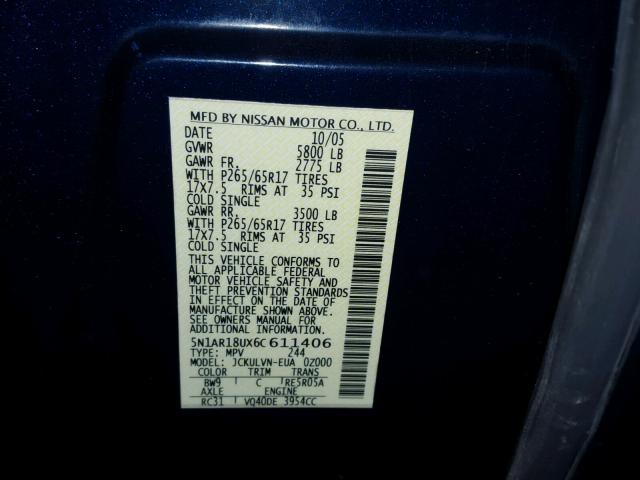 MFD BY NISSAN MOTOR CO., LTD.
DATE 10/05
GVWR 5800 LB
GAWR FR. 2775 LB
WITH P265/65R17 TIRES
17X7.5 RIMS AT 35 PSI
COLD SINGLE
GAWR RR. 3500 LB
WITH P265/65R17 TIRES
17X7.5 RIMS AT 35 PSI
COLD SINGLE
THIS VEHICLE CONFORMS TO
ALL APPLICABLE FEDERAL
MOTOR VEHICLE SAFETY AND
THEFT PREVENTION STANDARDS
IN EFFECT ON THE DATE OF
MANUFACTURE SHOWN ABOVE.
SEE OWNERS MANUAL FOR
ADDITIONAL INFORMATION.
5N1AR18UX6C611406
TYPE: MPV 244
MODEL: JCKULVN-EUA 0Z000
COLOR TRIM TRANS
BW9 C RE5R05A
AXLE ENGINE
RC31 VQ40DE 3954CC